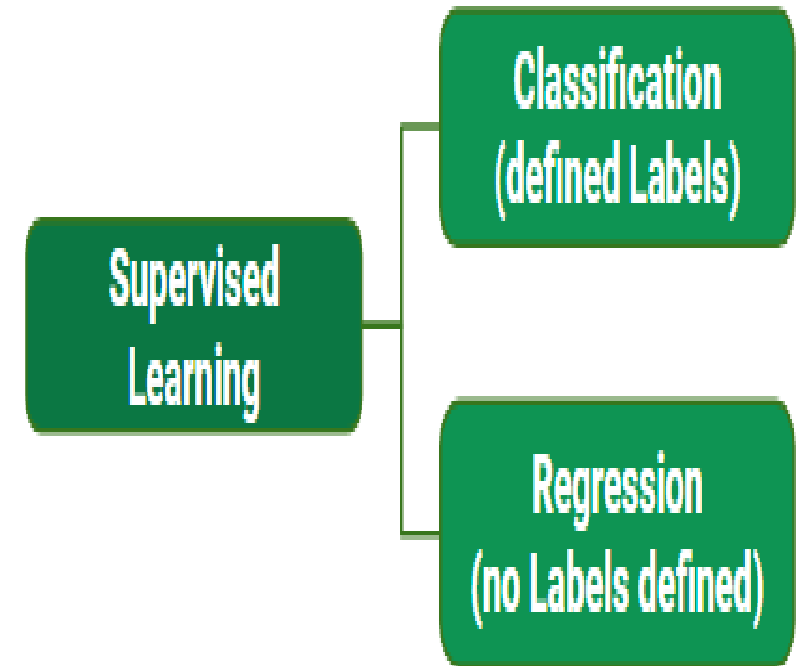 Supervised
Learning
Classification
(defined Labels)
Regression
(no Labels defined)